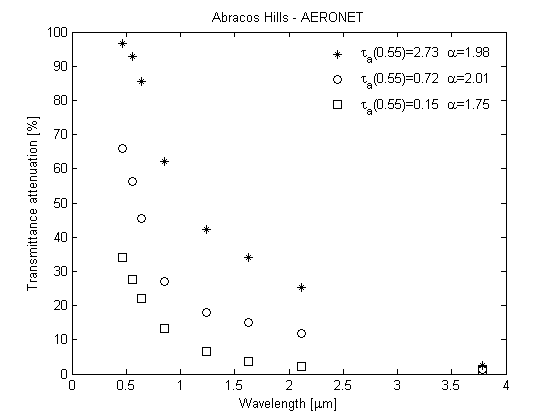 Abracos Hills - AERONET
τa(0.55)=2.73 α=1.98
τa(0.55)=0.72 α=2.01
τa(0.55)=0.15 α=1.75
Transmittance attenuation [%]
100
90
80
70
60
50
40
30
20
10
0
0 0.5 1 1.5 2 2.5 3 3.5 4
Wavelength [μm]